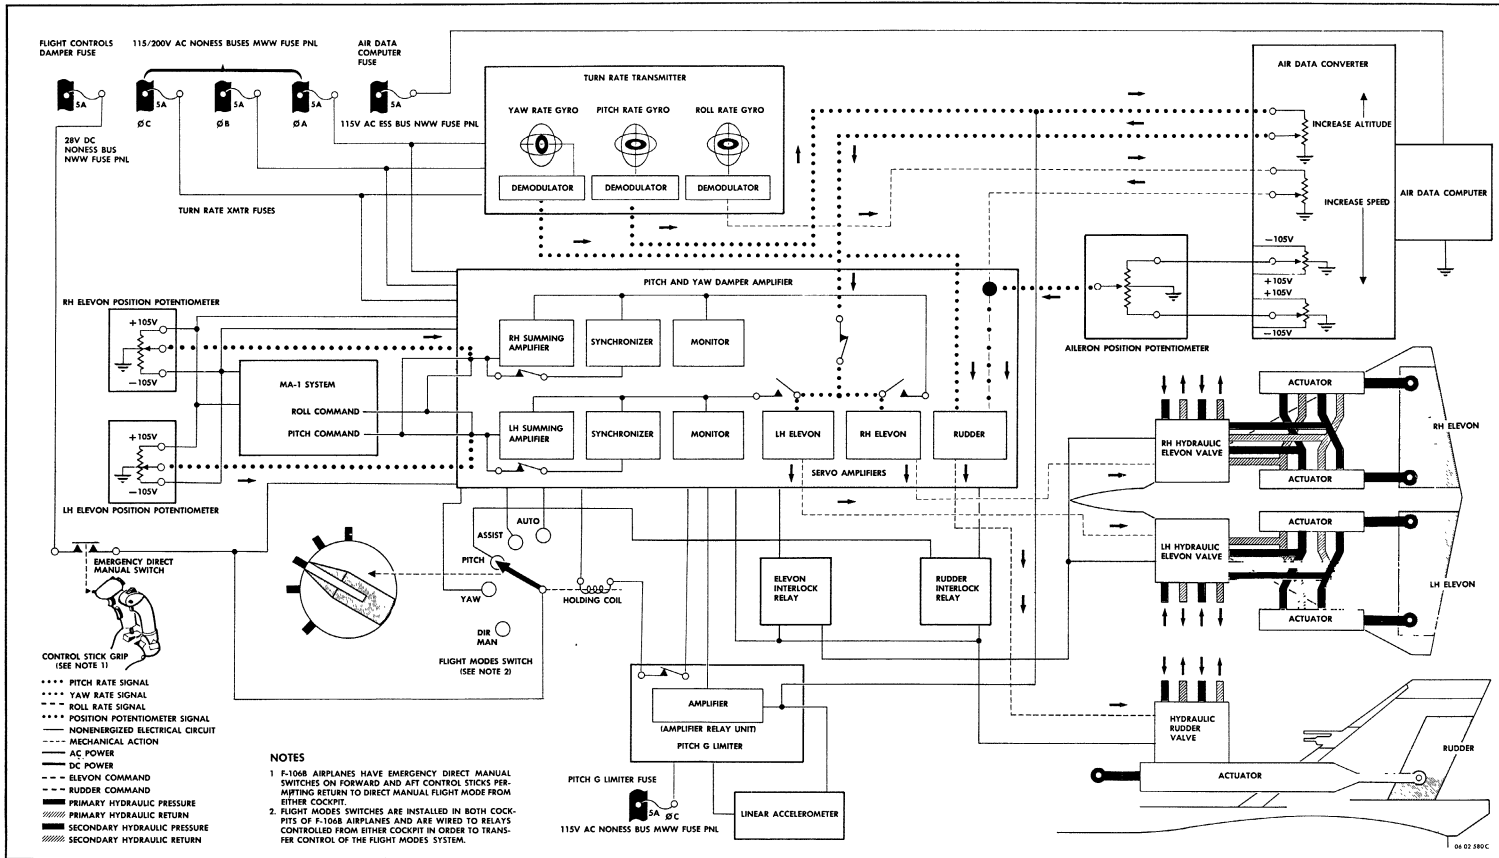 FLIGHT CONTROLS
DAMPER FUSE
115/200V AC NONESS BUSES MWW FUSE PNL
AIR DATA
COMPUTER
FUSE
5A
5A
5A
5A
5A
ØC
ØB
ØA
115V AC ESS BUS NWW FUSE PNL
28V DC
NONESS BUS
NWW FUSE PNL
TURN RATE XMTR FUSES
TURN RATE TRANSMITTER
YAW RATE GYRO
PITCH RATE GYRO
ROLL RATE GYRO
DEMODULATOR
DEMODULATOR
DEMODULATOR
AIR DATA CONVERTER
INCREASE ALTITUDE
INCREASE SPEED
−105V
+105V
+105V
−105V
AIR DATA COMPUTER
AILERON POSITION POTENTIOMETER
PITCH AND YAW DAMPER AMPLIFIER
RH SUMMING
AMPLIFIER
SYNCHRONIZER
MONITOR
LH SUMMING
AMPLIFIER
SYNCHRONIZER
MONITOR
LH ELEVON
RH ELEVON
RUDDER
SERVO AMPLIFIERS
RH ELEVON POSITION POTENTIOMETER
+105V
−105V
MA-1 SYSTEM
ROLL COMMAND
PITCH COMMAND
+105V
−105V
LH ELEVON POSITION POTENTIOMETER
EMERGENCY DIRECT
MANUAL SWITCH
CONTROL STICK GRIP
(SEE NOTE 1)
AUTO
ASSIST
PITCH
YAW
DIR
MAN
HOLDING COIL
FLIGHT MODES SWITCH
(SEE NOTE 2)
ELEVON
INTERLOCK
RELAY
RUDDER
INTERLOCK
RELAY
AMPLIFIER
(AMPLIFIER RELAY UNIT)
PITCH G LIMITER
PITCH G LIMITER FUSE
5A
ØC
115V AC NONESS BUS MWW FUSE PNL
LINEAR ACCELEROMETER
ACTUATOR
RH HYDRAULIC
ELEVON VALVE
RH ELEVON
ACTUATOR
ACTUATOR
LH HYDRAULIC
ELEVON VALVE
LH ELEVON
ACTUATOR
HYDRAULIC
RUDDER
VALVE
RUDDER
ACTUATOR
PITCH RATE SIGNAL
YAW RATE SIGNAL
ROLL RATE SIGNAL
POSITION POTENTIOMETER SIGNAL
NONENERGIZED ELECTRICAL CIRCUIT
MECHANICAL ACTION
AC POWER
DC POWER
ELEVON COMMAND
RUDDER COMMAND
PRIMARY HYDRAULIC PRESSURE
PRIMARY HYDRAULIC RETURN
SECONDARY HYDRAULIC PRESSURE
SECONDARY HYDRAULIC RETURN
NOTES
1 F-106B AIRPLANES HAVE EMERGENCY DIRECT MANUAL
SWITCHES ON FORWARD AND AFT CONTROL STICKS PER-
MITTING RETURN TO DIRECT MANUAL FLIGHT MODE FROM
EITHER COCKPIT.
2. FLIGHT MODES SWITCHES ARE INSTALLED IN BOTH COCK-
PITS OF F-106B AIRPLANES AND ARE WIRED TO RELAYS
CONTROLLED FROM EITHER COCKPIT IN ORDER TO TRANS-
FER CONTROL OF THE FLIGHT MODES SYSTEM.
06 02 580C